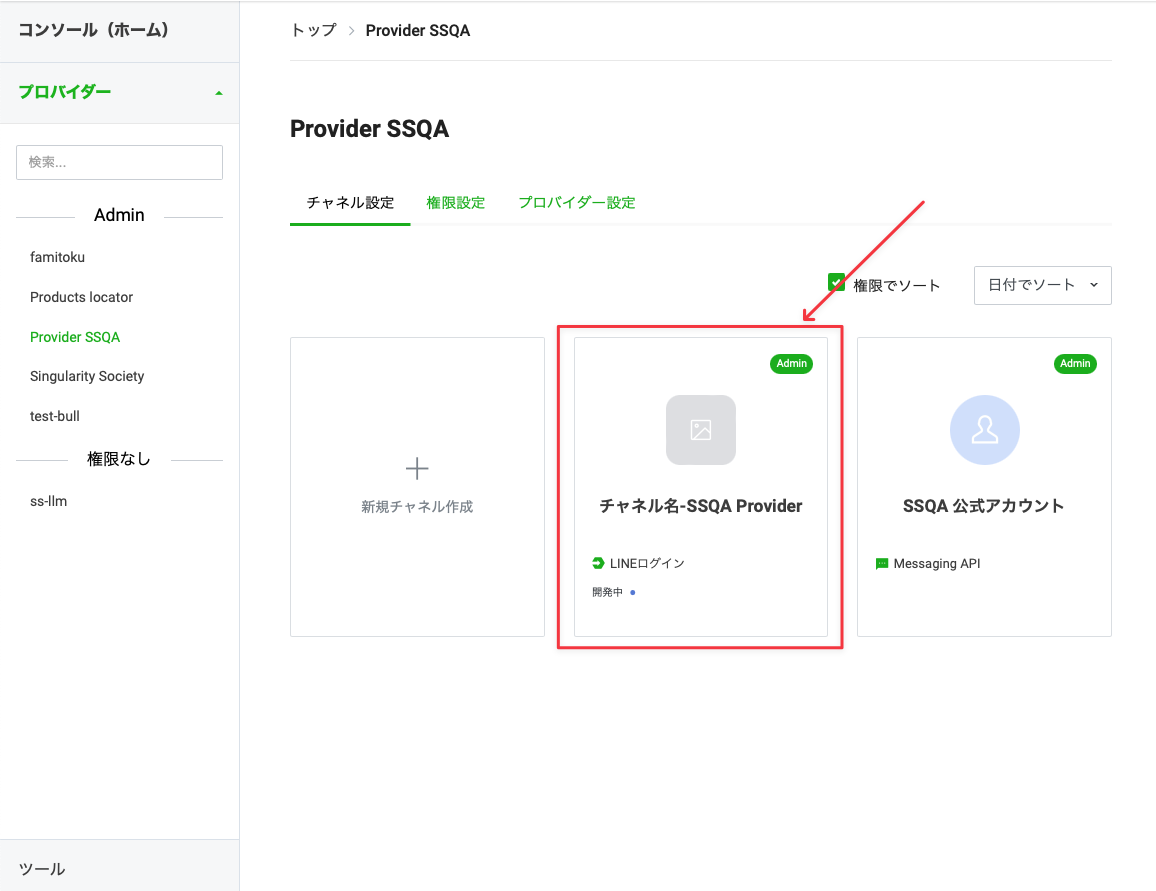 コンソール（ホーム）
プロバイダー
検索...
Admin
famitoku
Products locator
Provider SSQA
Singularity Society
test-bull
権限なし
ss-llm
ツール
トップ > Provider SSQA
Provider SSQA
チャネル設定 権限設定 プロバイダー設定
権限でソート 日付でソート
新規チャネル作成
Admin
チャネル名-SSQA Provider
LINEログイン
開発中
Admin
SSQA 公式アカウント
Messaging API